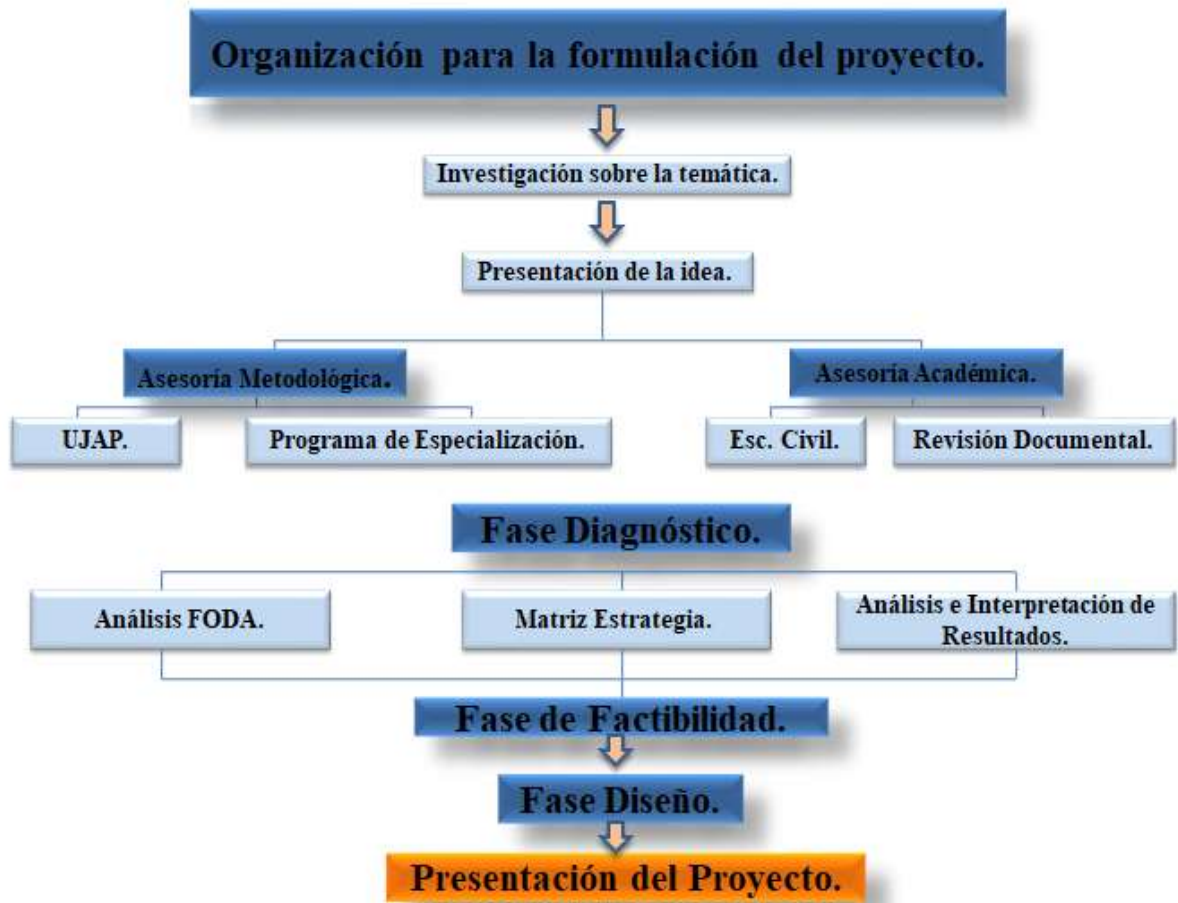 Organización para la formulación del proyecto.
Investigación sobre la temática.
Presentación de la idea.
Asesoría Metodológica.
Asesoría Académica.
UJAP.
Programa de Especialización.
Esc. Civil.
Revisión Documental.
Fase Diagnóstico.
Análisis FODA.
Matriz Estrategia.
Análisis e Interpretación de
Resultados.
Fase de Factibilidad.
Fase Diseño.
Presentación del Proyecto.